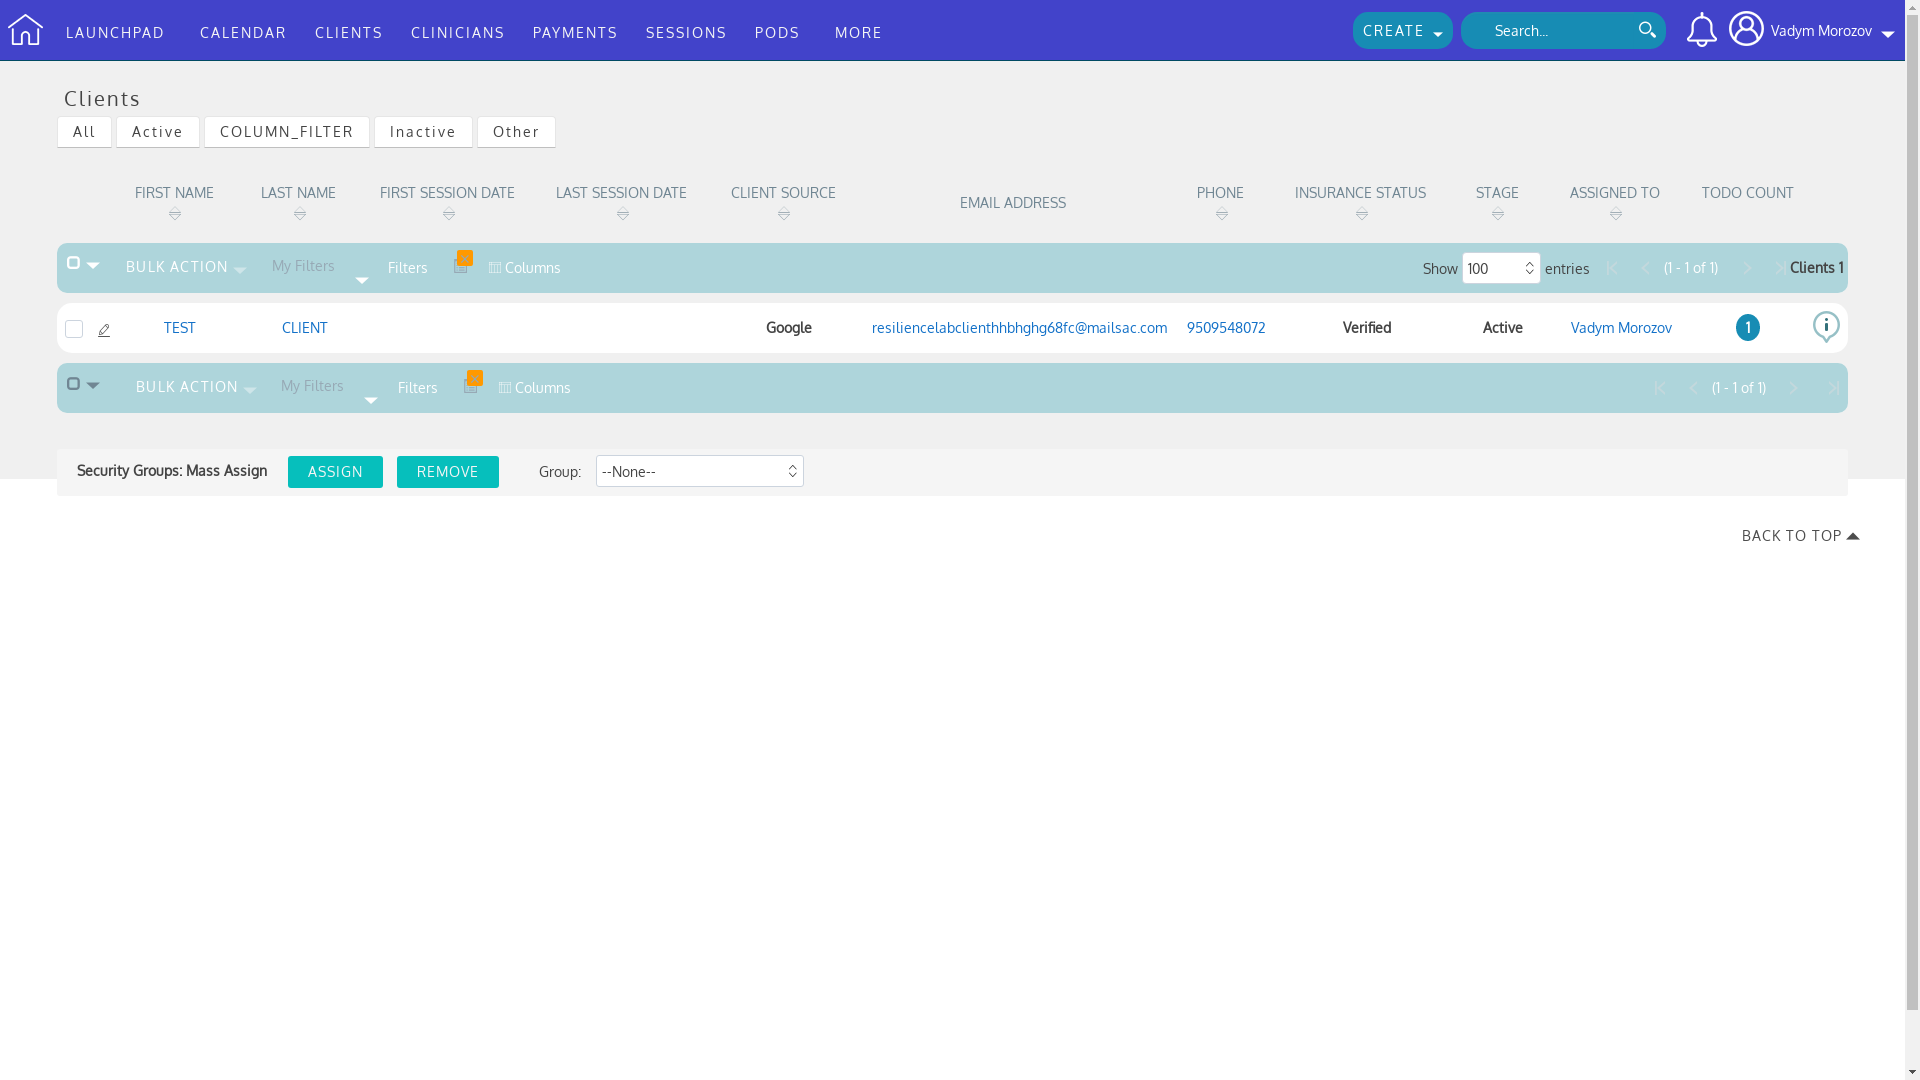 LAUNCHPAD CALENDAR CLIENTS CLINICIANS PAYMENTS SESSIONS PODS MORE CREATE Search... Vadym Morozov
Clients
All Active COLUMN_FILTER Inactive Other
FIRST NAME LAST NAME FIRST SESSION DATE LAST SESSION DATE CLIENT SOURCE EMAIL ADDRESS PHONE INSURANCE STATUS STAGE ASSIGNED TO TODO COUNT
BULK ACTION My Filters Filters Columns Show 100 entries (1 - 1 of 1) Clients 1
TEST CLIENT Google resiliencelabclienthhbhghg68fc@mailsac.com 9509548072 Verified Active Vadym Morozov 1
BULK ACTION My Filters Filters Columns (1 - 1 of 1)
Security Groups: Mass Assign ASSIGN REMOVE Group: --None--
BACK TO TOP